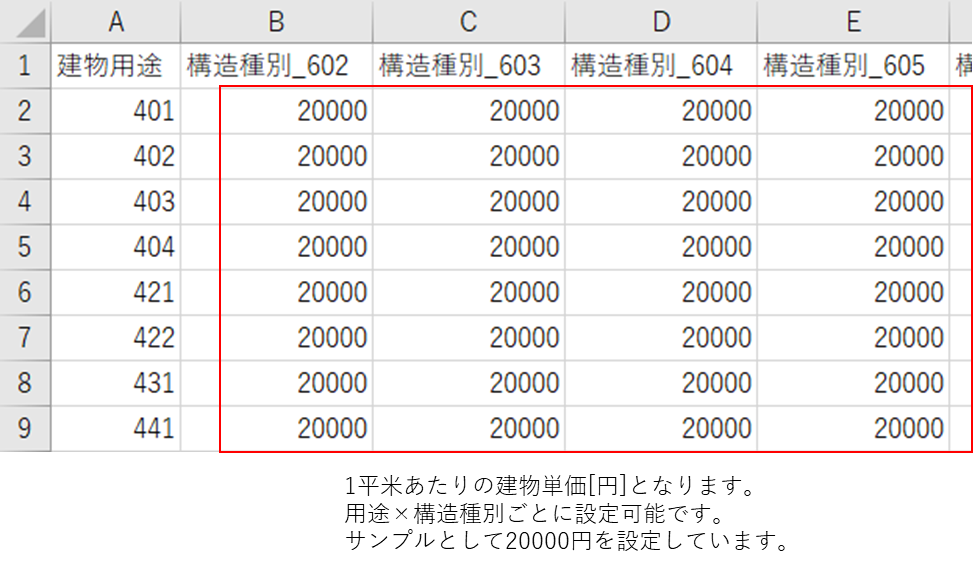 A B C D E
1 建物用途 構造種別_602 構造種別_603 構造種別_604 構造種別_605
2 401 20000 20000 20000 20000
3 402 20000 20000 20000 20000
4 403 20000 20000 20000 20000
5 404 20000 20000 20000 20000
6 421 20000 20000 20000 20000
7 422 20000 20000 20000 20000
8 431 20000 20000 20000 20000
9 441 20000 20000 20000 20000
1平米あたりの建物単価[円]となります。
用途×構造種別ごとに設定可能です。
サンプルとして20000円を設定しています。